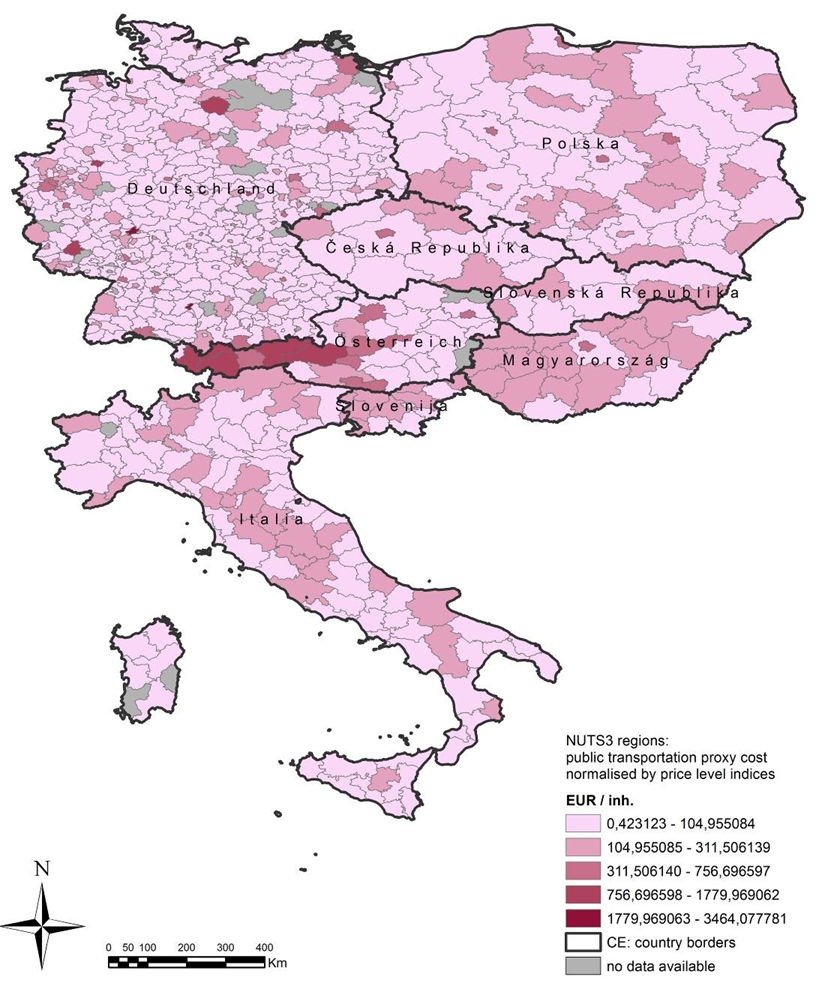 Polska
Deutschland
Česká Republika
Slovenská Republika
Österreich
Magyarország
Slovenija
Italia
NUTS3 regions:
public transportation proxy cost
normalised by price level indices
EUR / inh.
0,423123 - 104,955084
104,955085 - 311,506139
311,506140 - 756,696597
756,696598 - 1779,969062
1779,969063 - 3464,077781
CE: country borders
no data available
N
0 50 100 200 300 400
Km